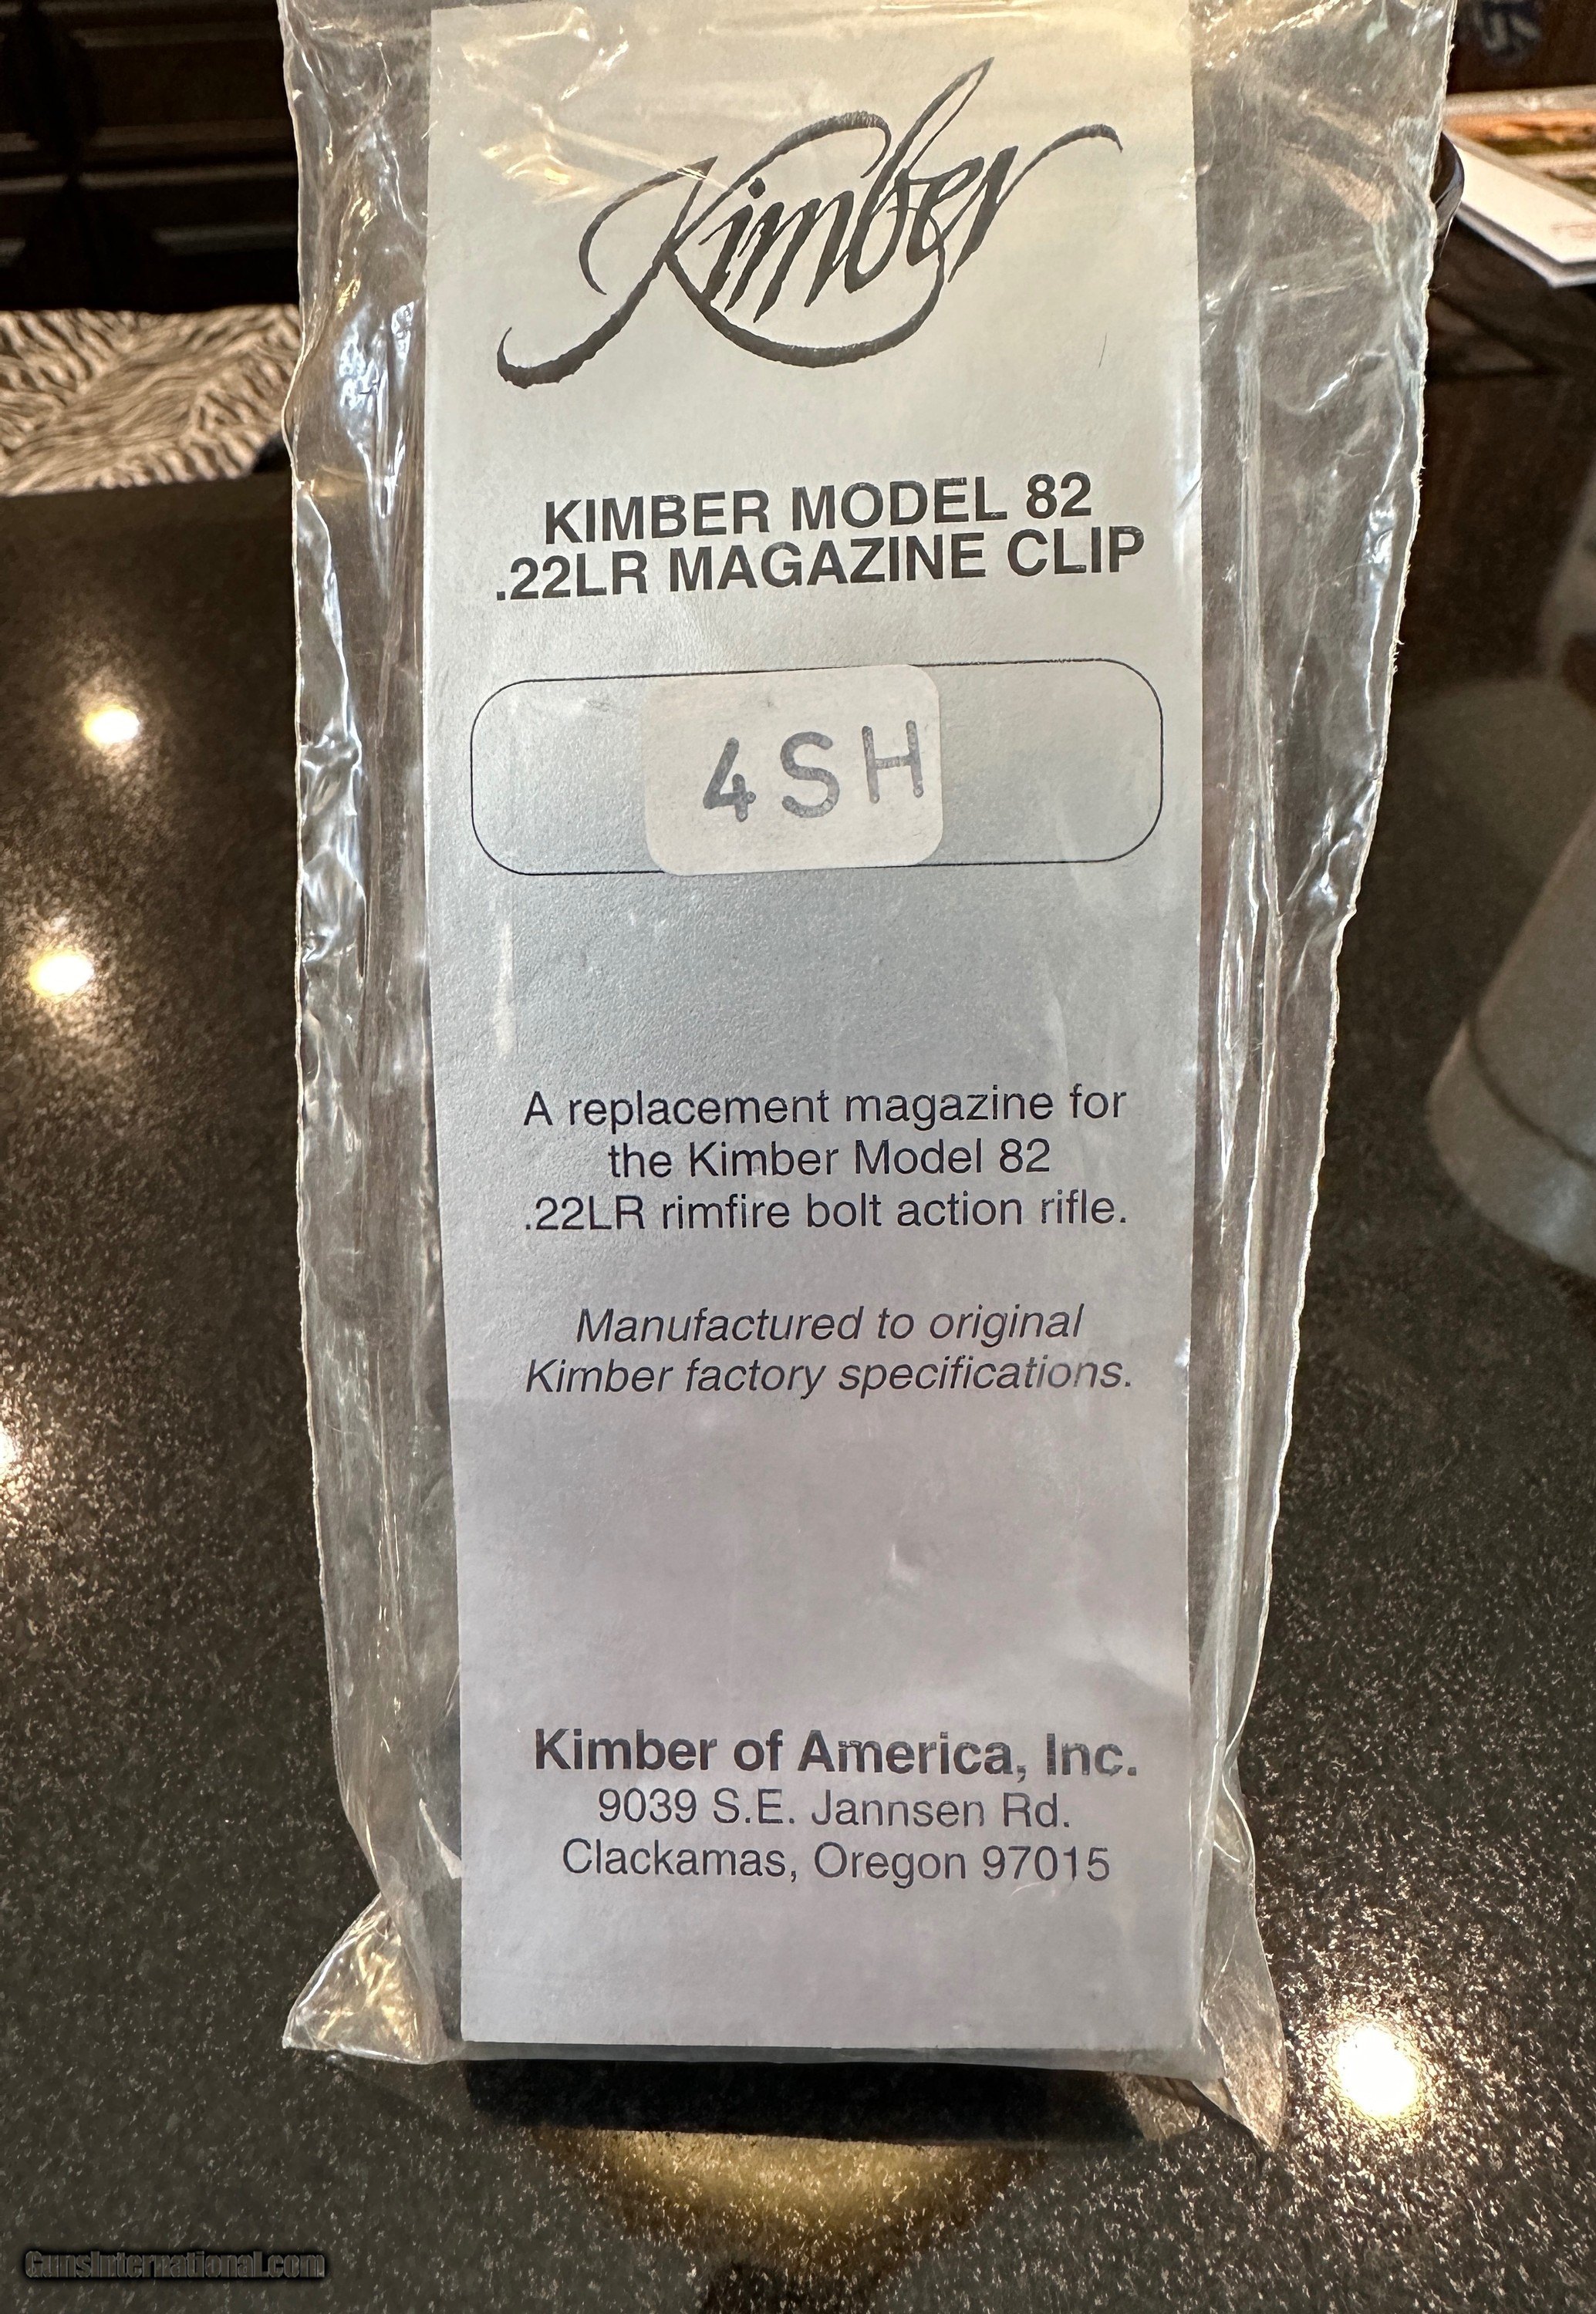 Kimber
KIMBER MODEL 82
.22LR MAGAZINE CLIP
4SH
A replacement magazine for
the Kimber Model 82
.22LR rimfire bolt action rifle.
Manufactured to original
Kimber factory specifications.
Kimber of America, Inc.
9039 S.E. Jannsen Rd.
Clackamas, Oregon 97015
GunsInternational.com